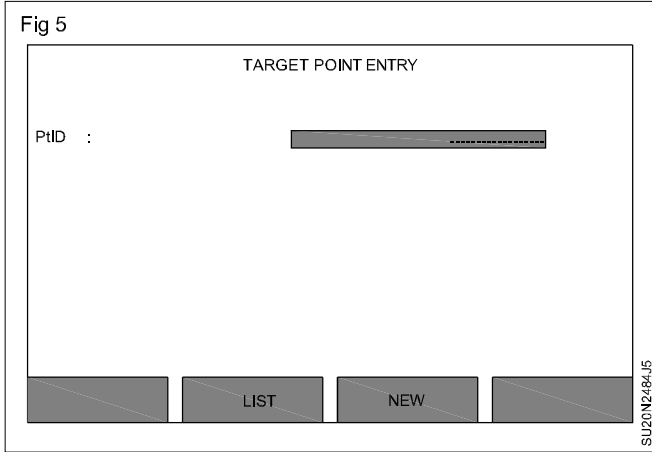 Fig 5
TARGET POINT ENTRY
PtID :
LIST NEW
SU20N2484J5